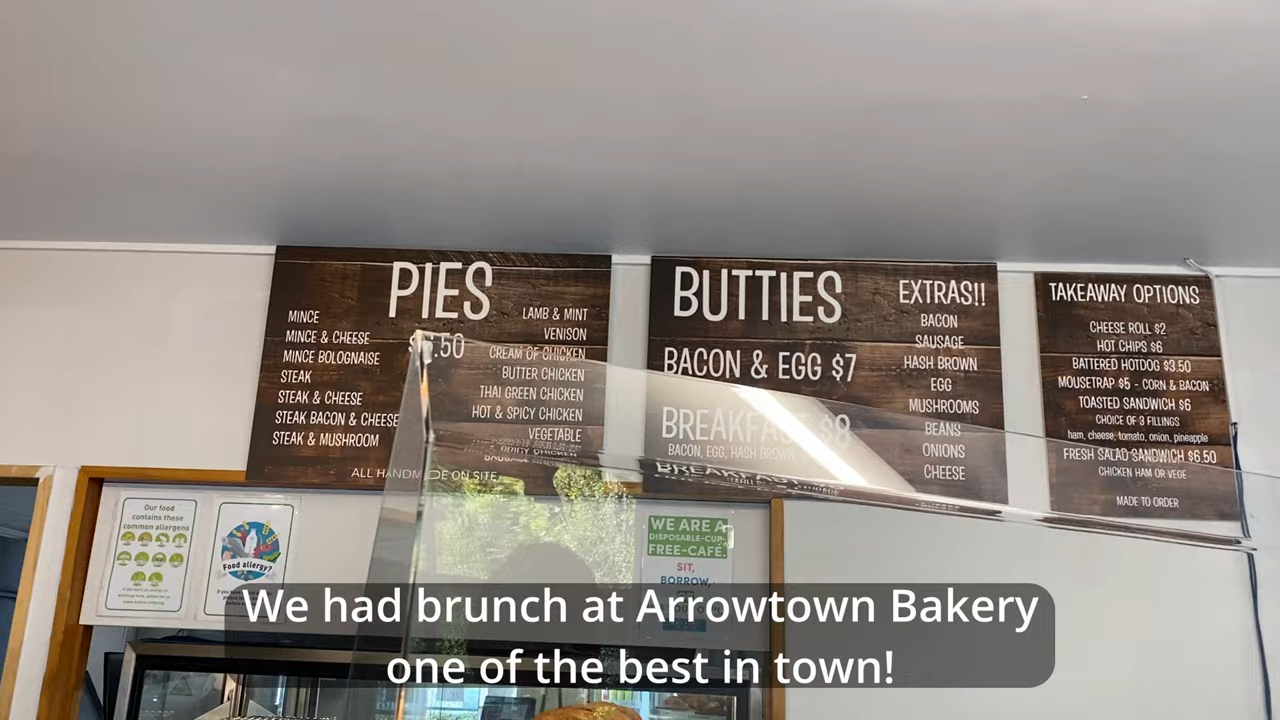 PIES
MINCE
MINCE & CHEESE
MINCE BOLOGNAISE
STEAK
STEAK & CHEESE
STEAK BACON & CHEESE
STEAK & MUSHROOM
.50
LAMB & MINT
VENISON
CREAM OF CHICKEN
BUTTER CHICKEN
THAI GREEN CHICKEN
HOT & SPICY CHICKEN
VEGETABLE
ALL HANDMADE ON SITE
BUTTIES
BACON & EGG $7
BREAKFAST $8
BACON, EGG, HASH BROWN
EXTRAS!!
BACON
SAUSAGE
HASH BROWN
EGG
MUSHROOMS
BEANS
ONIONS
CHEESE
TAKEAWAY OPTIONS
CHEESE ROLL $2
HOT CHIPS $6
BATTERED HOTDOG $3.50
MOUSETRAP $5 - CORN & BACON
TOASTED SANDWICH $6
CHOICE OF 3 FILLINGS
ham, cheese, tomato, onion, pineapple
FRESH SALAD SANDWICH $6.50
CHICKEN HAM OR VEGE
MADE TO ORDER
Our food
contains these
common allergens
Food allergy?
WE ARE A
DISPOSABLE-CUP-
FREE-CAFÉ.
SIT,
BORROW,
We had brunch at Arrowtown Bakery
one of the best in town!